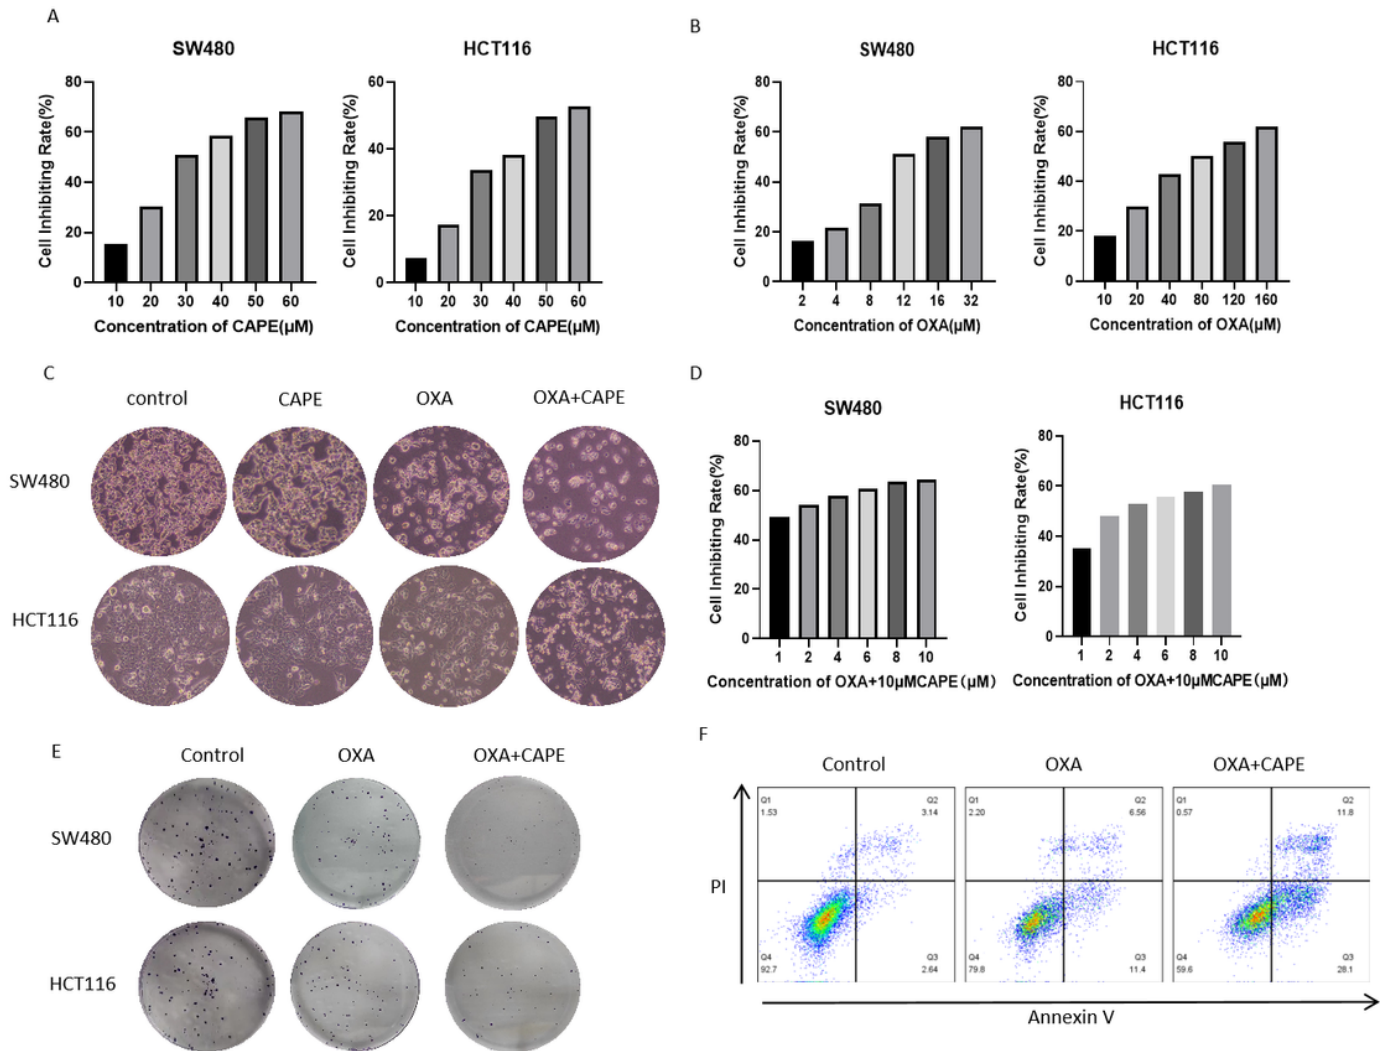 A
SW480
Cell Inhibiting Rate(%)
80
60
40
20
0
10 20 30 40 50 60
Concentration of CAPE(μM)
HCT116
Cell Inhibiting Rate(%)
60
40
20
0
10 20 30 40 50 60
Concentration of CAPE(μM)
B
SW480
Cell Inhibiting Rate(%)
80
60
40
20
0
2 4 8 12 16 32
Concentration of OXA(μM)
HCT116
Cell Inhibiting Rate(%)
80
60
40
20
0
10 20 40 80 120 160
Concentration of OXA(μM)
C
control CAPE OXA OXA+CAPE
SW480
HCT116
D
SW480
Cell Inhibiting Rate(%)
80
60
40
20
0
1 2 4 6 8 10
Concentration of OXA+10μMCAPE(μM)
HCT116
Cell Inhibiting Rate(%)
80
60
40
20
0
1 2 4 6 8 10
Concentration of OXA+10μMCAPE(μM)
E
Control OXA OXA+CAPE
SW480
HCT116
F
Control OXA OXA+CAPE
PI
Q1
1.53
Q2
3.14
Q4
92.7
Q3
2.64
Q1
2.20
Q2
6.56
Q4
79.8
Q3
11.4
Q1
0.57
Q2
11.8
Q4
59.6
Q3
28.1
Annexin V